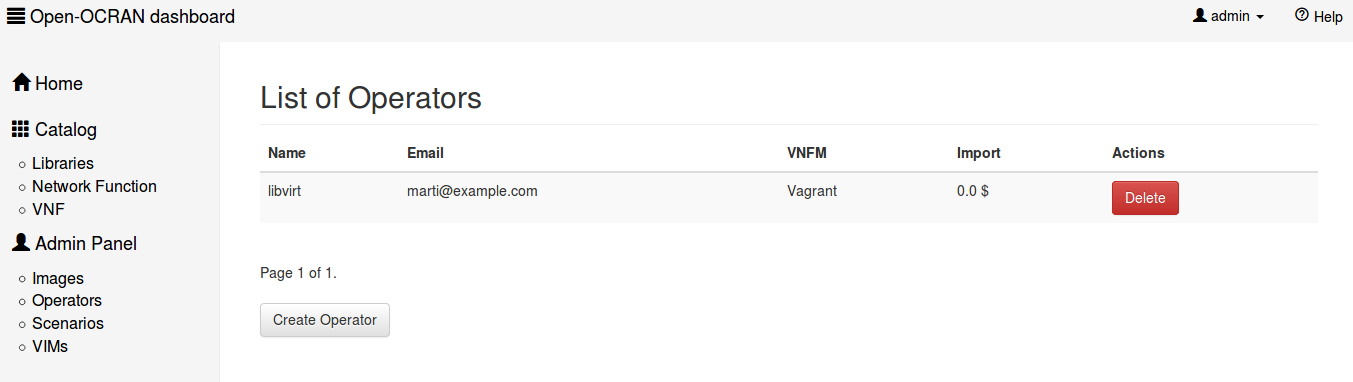 Open-OCRAN dashboard
admin
Help
Home
Catalog
Libraries
Network Function
VNF
Admin Panel
Images
Operators
Scenarios
VIMs
List of Operators
Name Email VNFM Import Actions
libvirt marti@example.com Vagrant 0.0 $ Delete
Page 1 of 1.
Create Operator